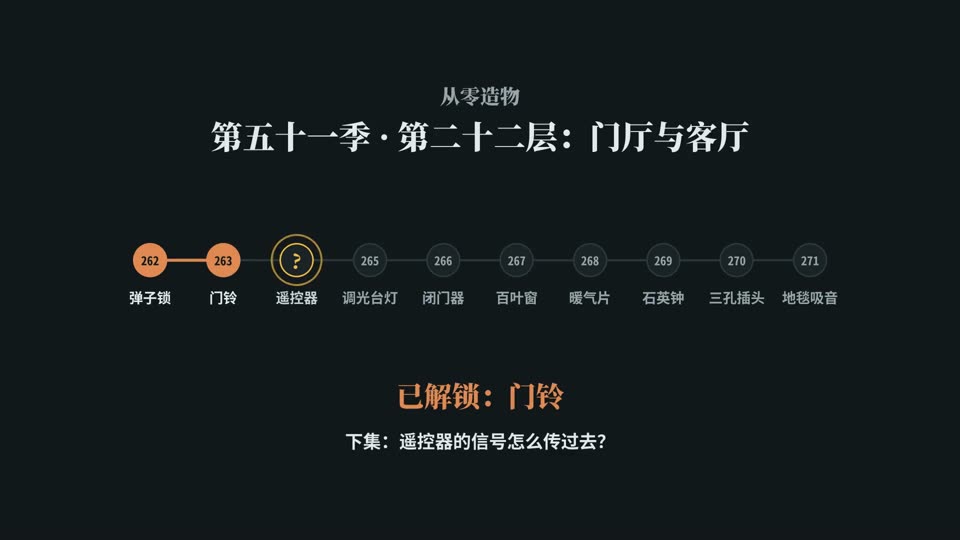 从零造物
第五十一季·第二十二层：门厅与客厅
262 263 ? 265 266 267 268 269 270 271
弹子锁 门铃 遥控器 调光台灯 闭门器 百叶窗 暖气片 石英钟 三孔插头 地毯吸音
已解锁：门铃
下集：遥控器的信号怎么传过去？